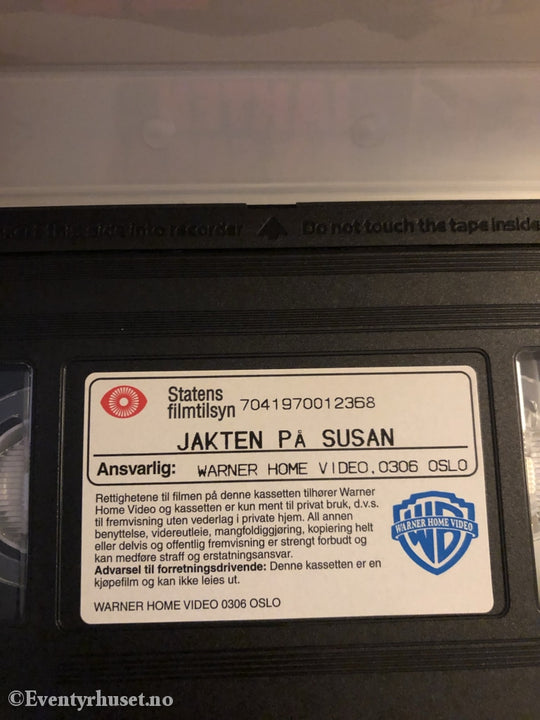 side into recorder
Do not touch the tape inside
Statens
filmtilsyn 7041970012368
JAKTEN PÅ SUSAN
Ansvarlig: WARNER HOME VIDEO, 0306 OSLO
Rettighetene til filmen på denne kassetten tilhører Warner
Home Video og kassetten er kun ment til privat bruk, d.v.s.
til fremvisning uten vederlag i private hjem. All annen
benyttelse, videreutleie, mangfoldiggjøring, kopiering helt
eller delvis og offentlig fremvisning er strengt forbudt og
kan medføre straff og erstatningsansvar.
Advarsel til forretningsdrivende: Denne kassetten er en
kjøpefilm og kan ikke leies ut.
WARNER HOME VIDEO 0306 OSLO
WARNER HOME VIDEO
WB
©Eventyrhuset.no